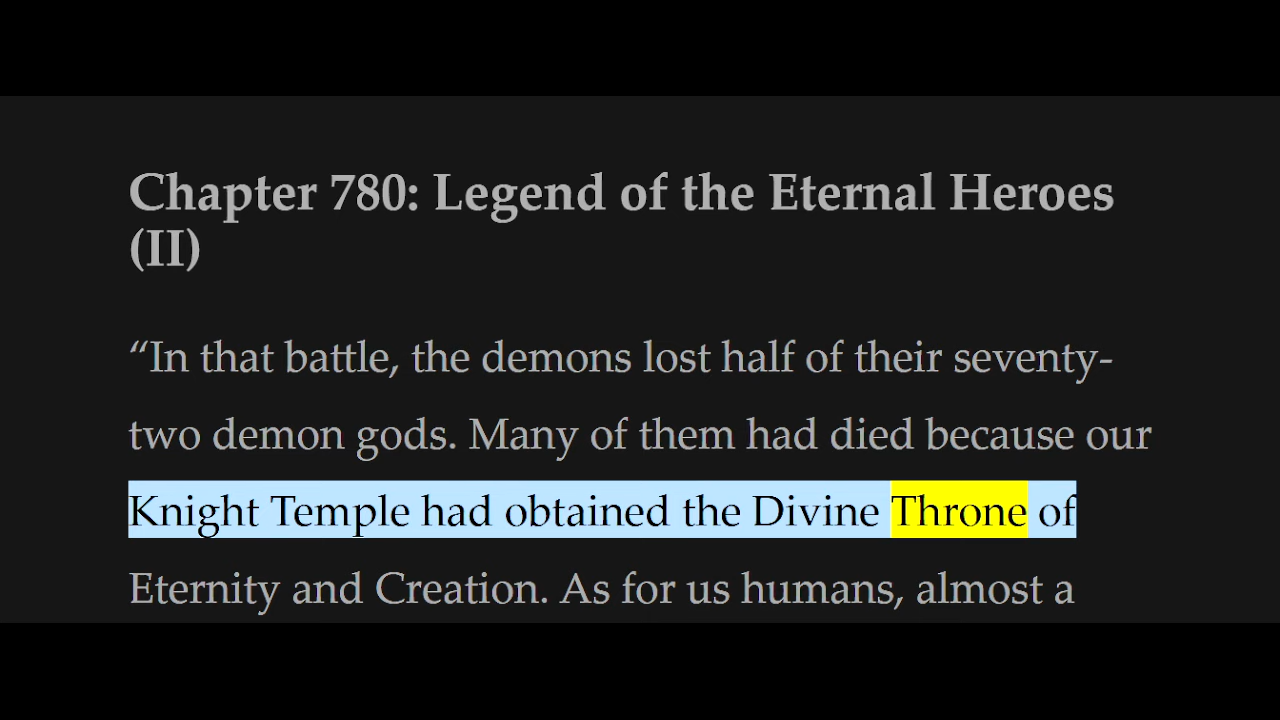 Chapter 780: Legend of the Eternal Heroes
(II)
“In that battle, the demons lost half of their seventy-
two demon gods. Many of them had died because our
Knight Temple had obtained the Divine Throne of
Eternity and Creation. As for us humans, almost a